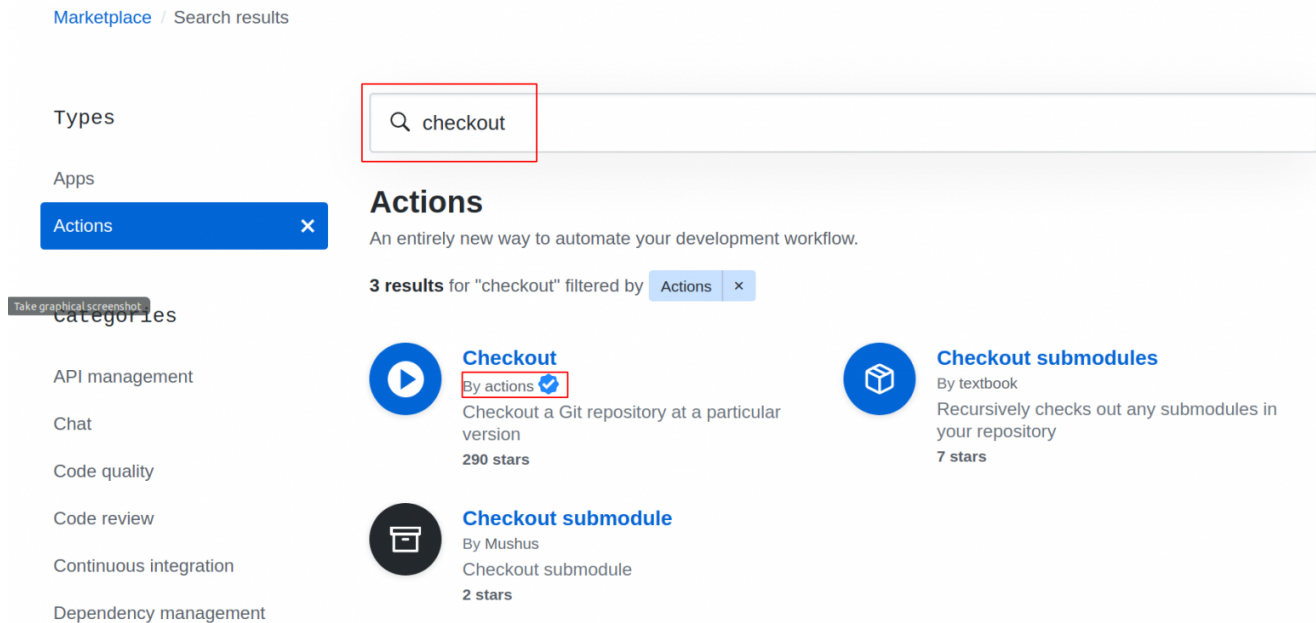 Marketplace / Search results
Types
Apps
Actions
Take graphical screenshot
Categories
API management
Chat
Code quality
Code review
Continuous integration
Dependency management
checkout
Actions
An entirely new way to automate your development workflow.
3 results for "checkout" filtered by Actions ×
Checkout
By actions
Checkout a Git repository at a particular
version
290 stars
Checkout submodules
By textbook
Recursively checks out any submodules in
your repository
7 stars
Checkout submodule
By Mushus
Checkout submodule
2 stars